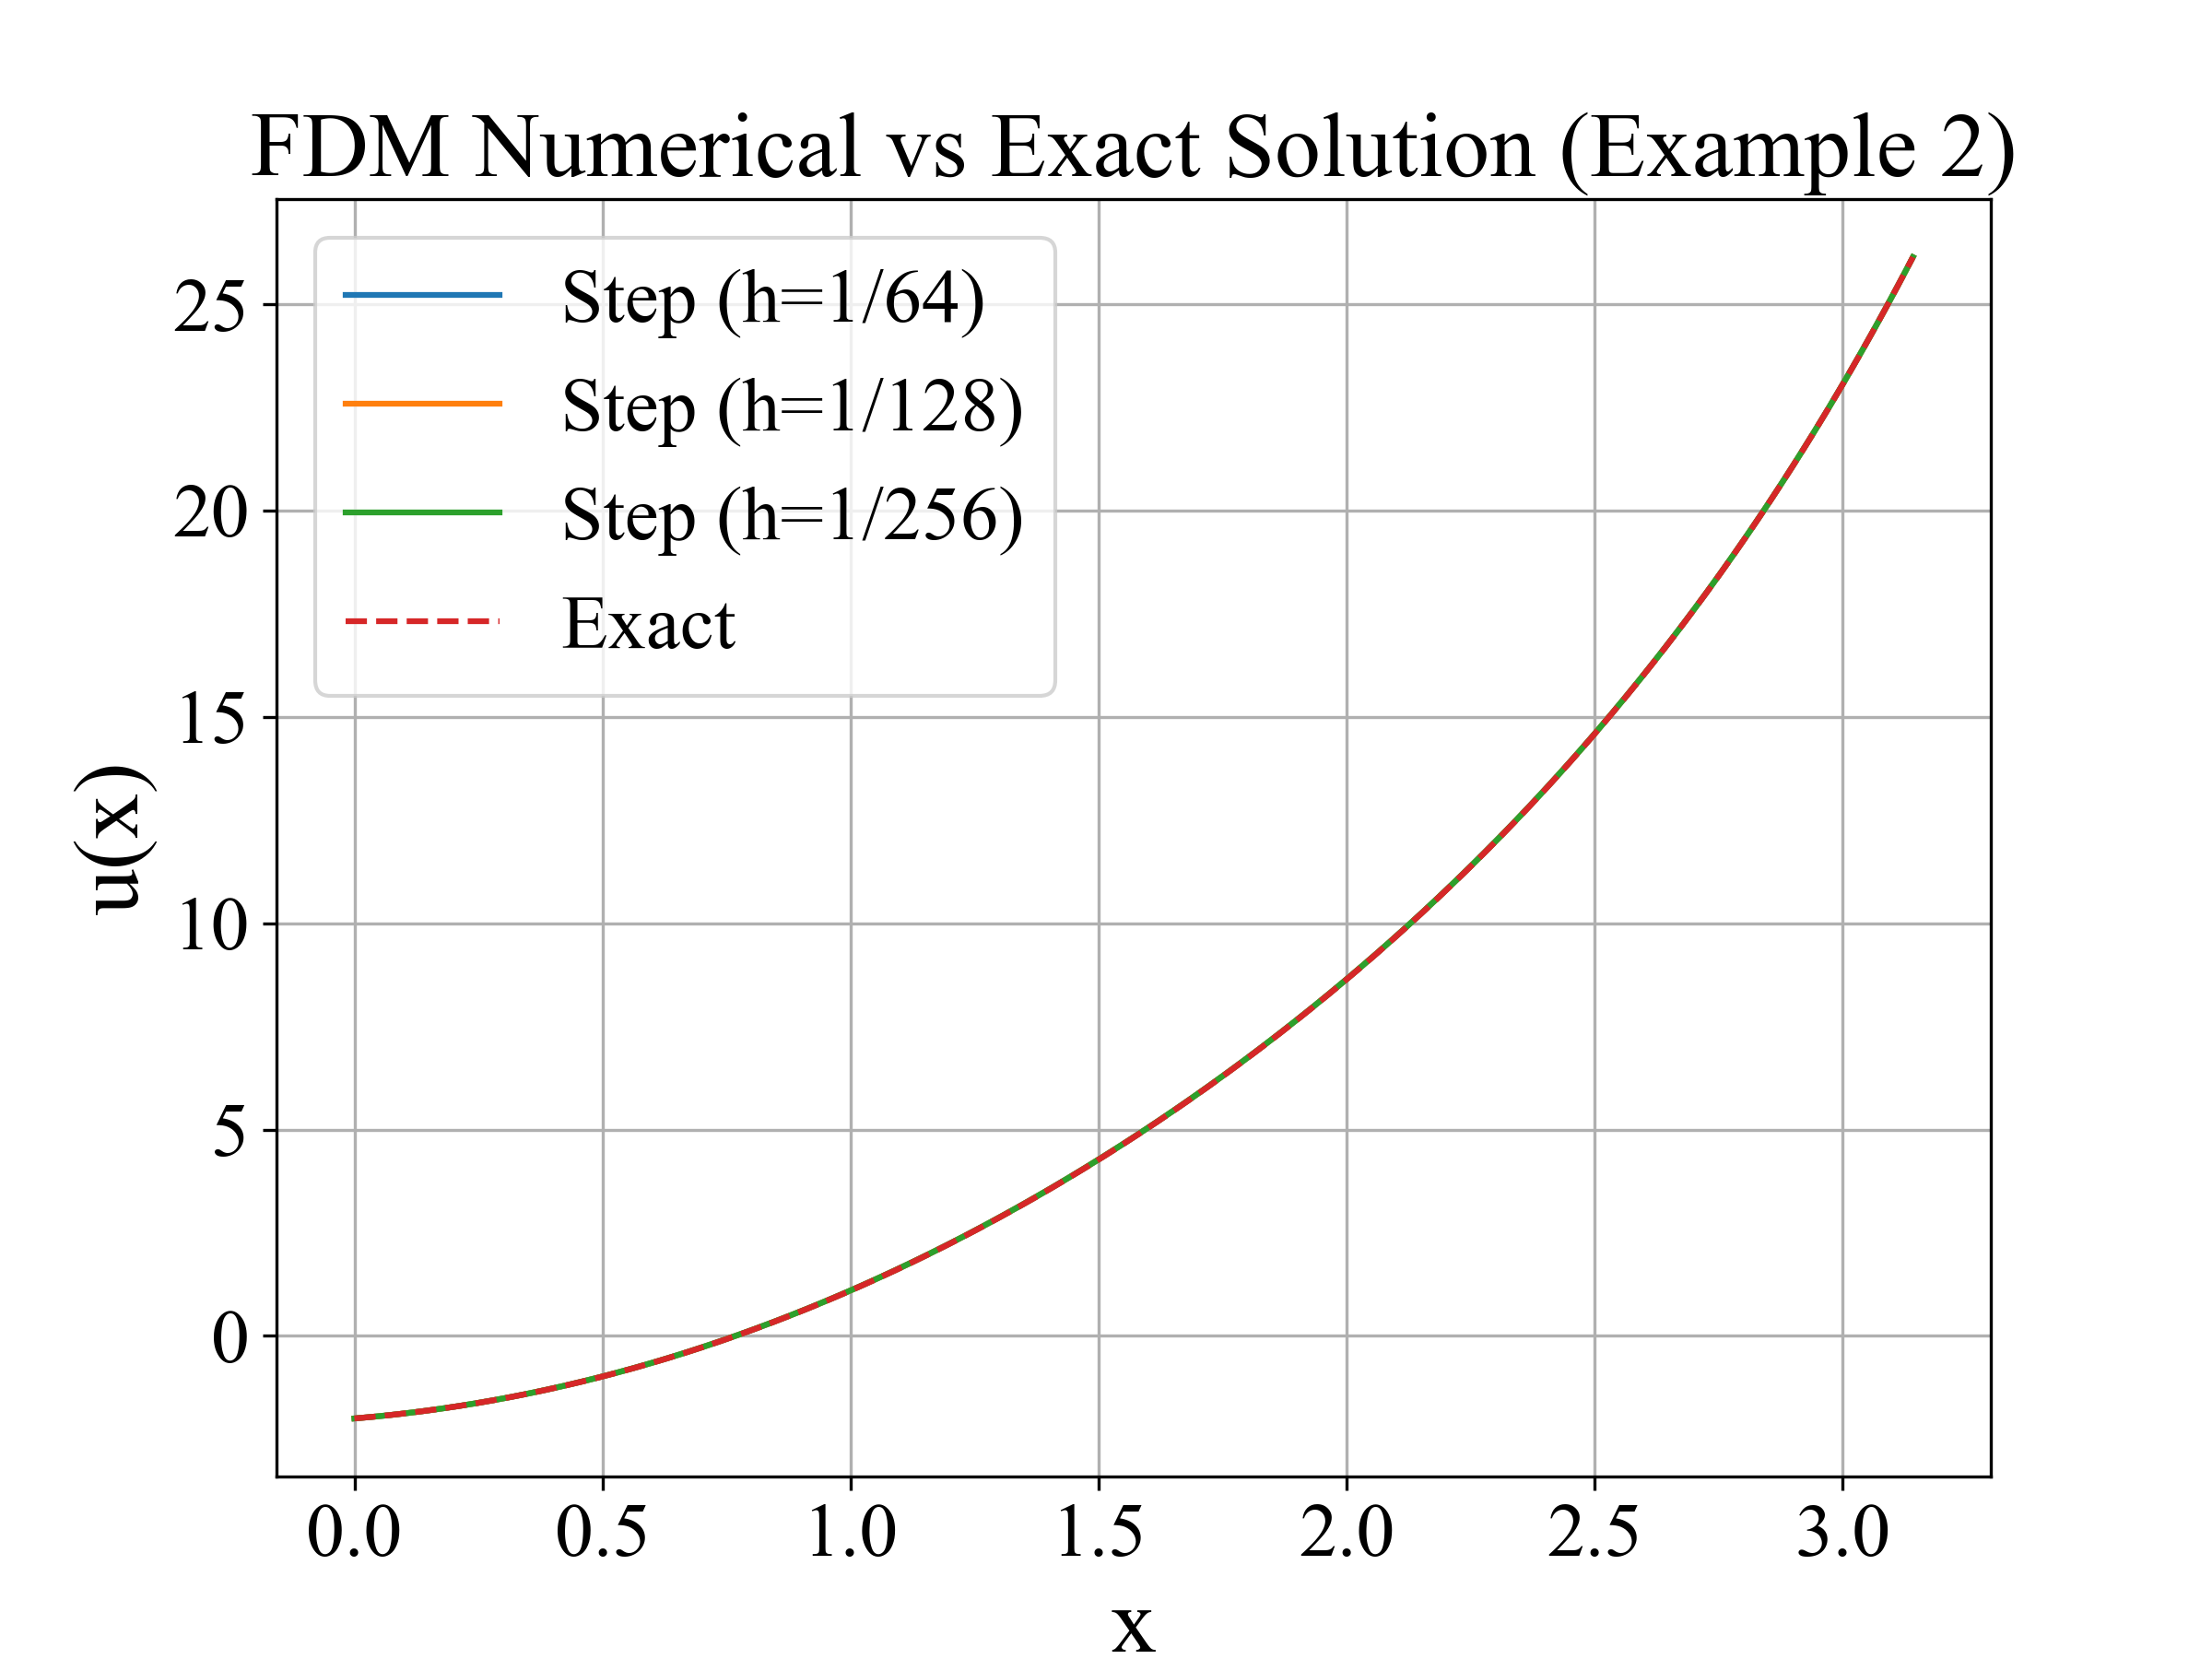 FDM Numerical vs Exact Solution (Example 2)
Step (h=1/64)
Step (h=1/128)
Step (h=1/256)
Exact
25
20
15
10
5
0
u(x)
0.0 0.5 1.0 1.5 2.0 2.5 3.0
x